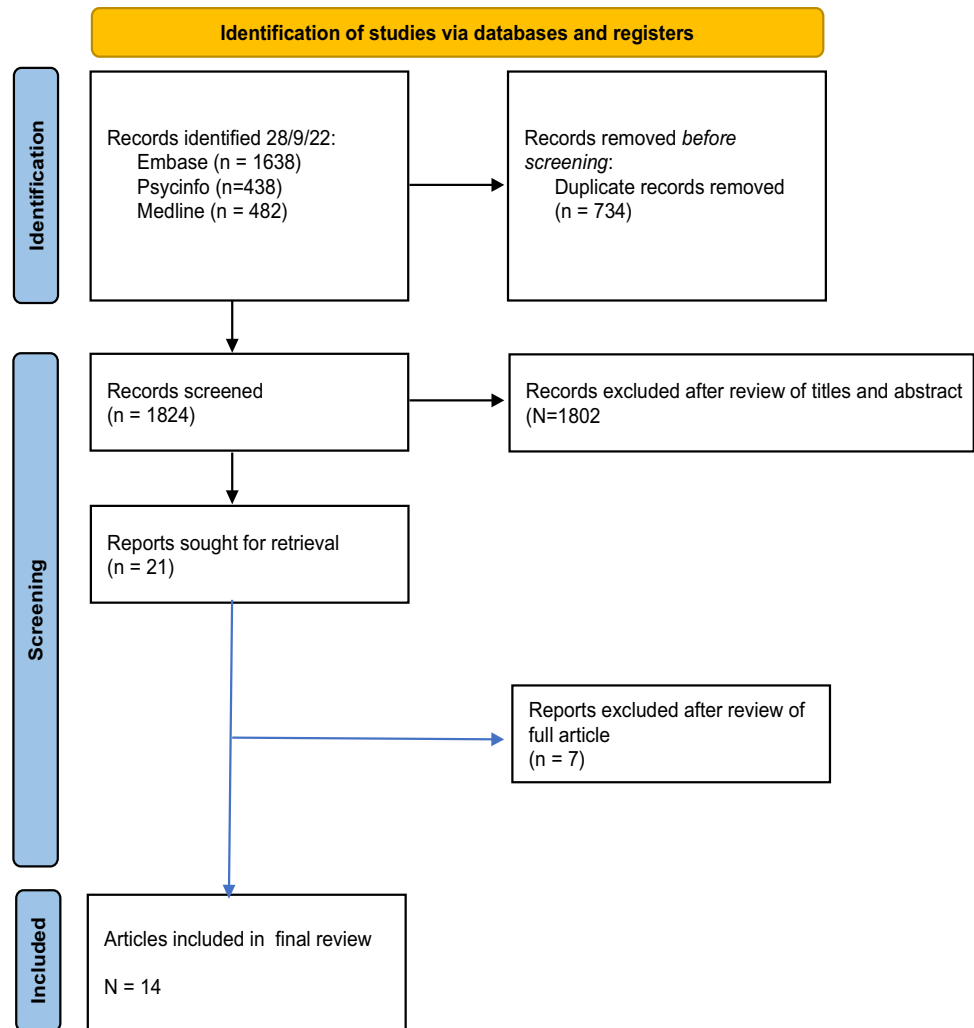 Identification of studies via databases and registers
Identification
Records identified 28/9/22:
Embase (n = 1638)
Psycinfo (n=438)
Medline (n = 482)
Records removed before
screening:
Duplicate records removed
(n = 734)
Screening
Records screened
(n = 1824)
Records excluded after review of titles and abstract
(N=1802
Reports sought for retrieval
(n = 21)
Reports excluded after review of
full article
(n = 7)
Included
Articles included in final review
N = 14